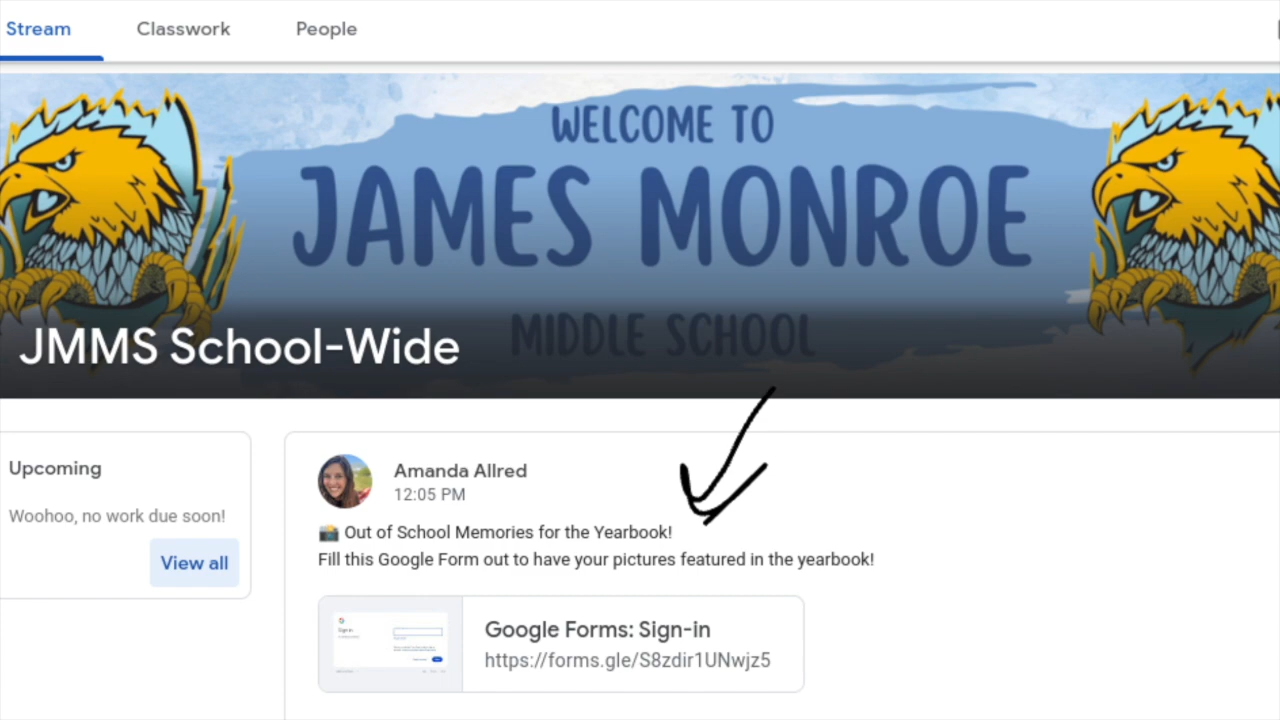 Stream
Classwork
People
WELCOME TO
JAMES MONROE
MIDDLE SCHOOL
JMMS School-Wide
Upcoming
Woohoo, no work due soon!
View all
Amanda Allred
12:05 PM
📸 Out of School Memories for the Yearbook!
Fill this Google Form out to have your pictures featured in the yearbook!
Sign in
Google Forms: Sign-in
https://forms.gle/S8zdir1UNwjz5